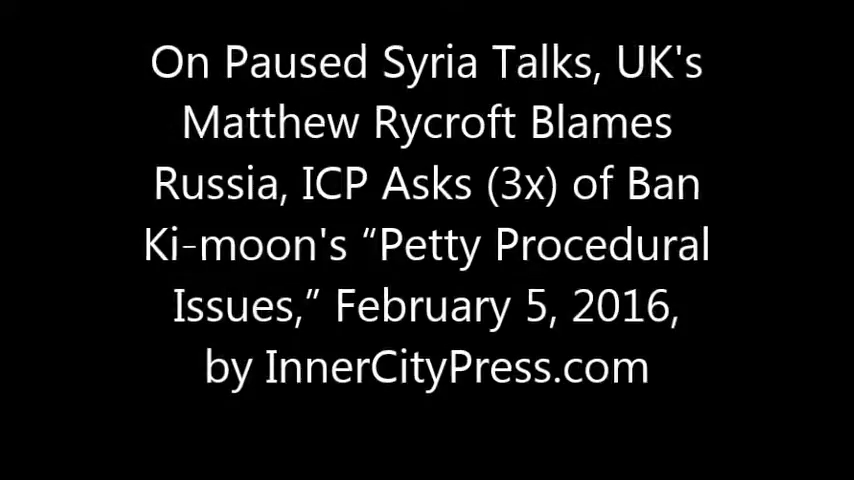 On Paused Syria Talks, UK's
Matthew Rycroft Blames
Russia, ICP Asks (3x) of Ban
Ki-moon's “Petty Procedural
Issues,” February 5, 2016,
by InnerCityPress.com